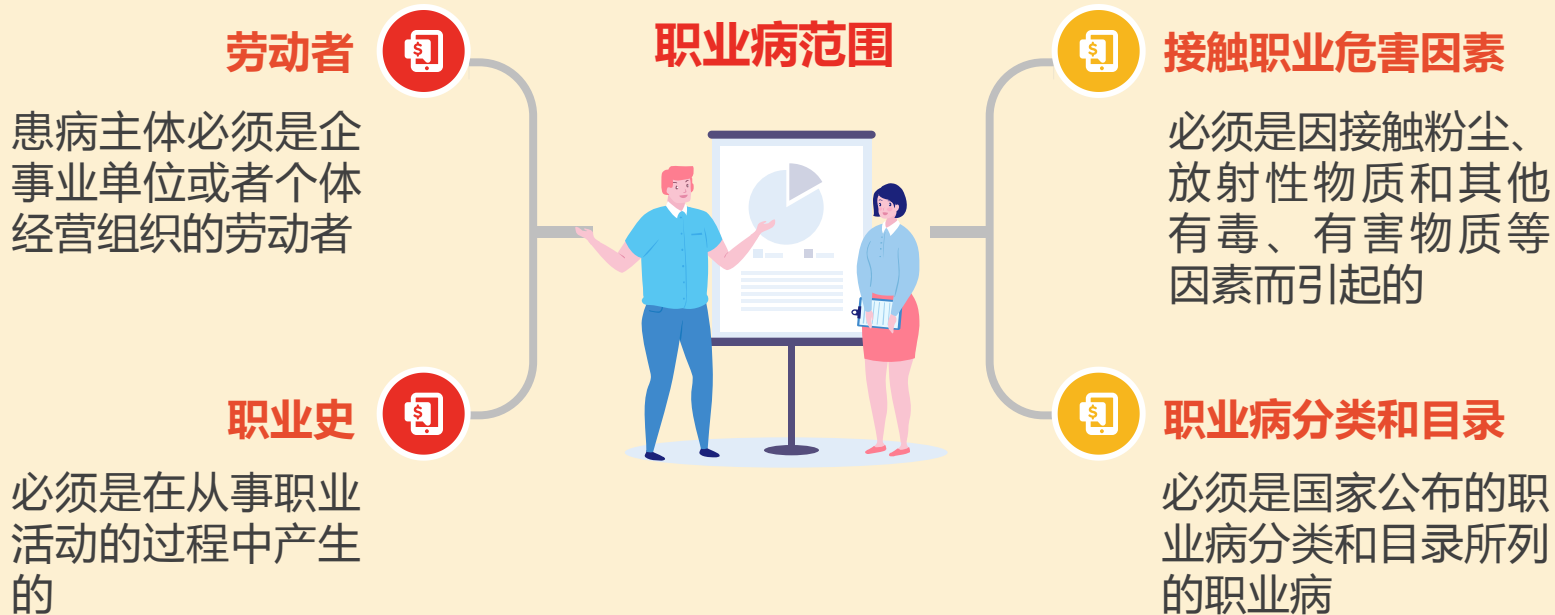 职业病范围
劳动者
患病主体必须是企
事业单位或者个体
经营组织的劳动者
职业史
必须是在从事职业
活动的过程中产生
的
接触职业危害因素
必须是因接触粉尘、
放射性物质和其他
有毒、有害物质等
因素而引起的
职业病分类和目录
必须是国家公布的职
业病分类和目录所列
的职业病